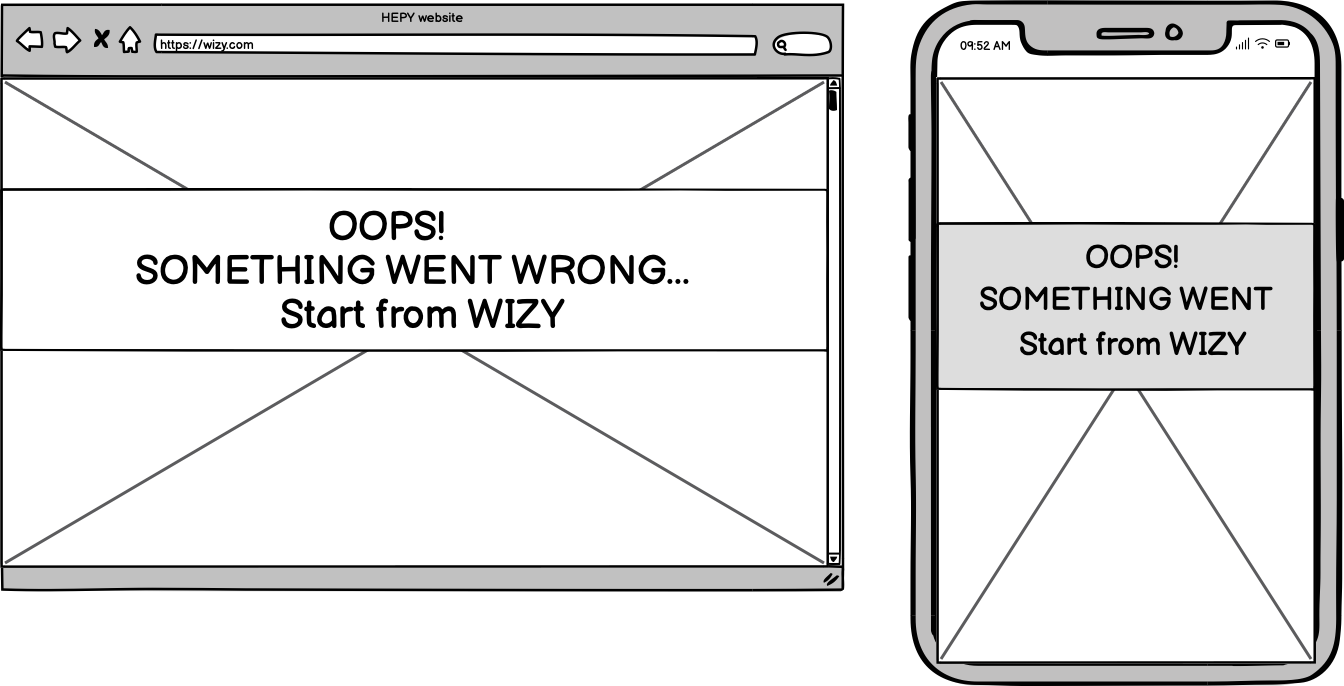 HEPY website
https://wizy.com
OOPS!
SOMETHING WENT WRONG...
Start from WIZY
09:52 AM
OOPS!
SOMETHING WENT
Start from WIZY